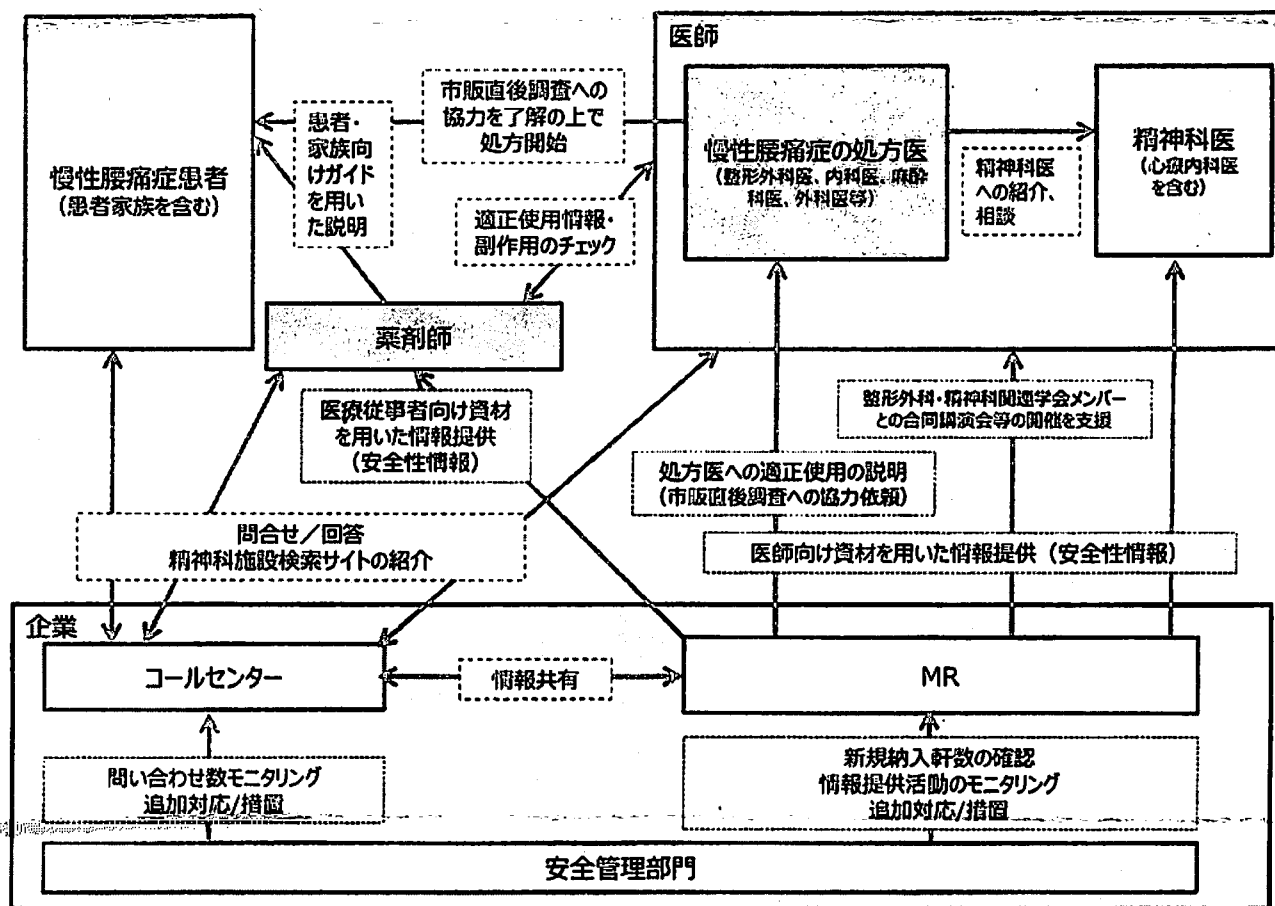 医師
市販直後調査への
協力を了解の上で
処方開始
患者・
家族向
けガイド
を用い
た説明
慢性腰痛症患者
(患者家族を含む)
慢性腰痛症の処方医
(整形外科医、内科医、麻酔
科医、外科医等)
精神科医
への紹介、
相談
精神科医
(心療内科医
を含む)
適正使用情報・
副作用のチェック
薬剤師
医療従事者向け資材
を用いた情報提供
(安全性情報)
整形外科・精神科関連学会メンバー
との合同講演会等の開催を支援
処方医への適正使用の説明
(市販直後調査への協力依頼)
問合せ/回答
精神科施設検索サイトの紹介
医師向け資材を用いた情報提供(安全性情報)
企業
コールセンター
情報共有
MR
問い合わせ数モニタリング
追加対応/措置
新規納入軒数の確認
情報提供活動のモニタリング
追加対応/措置
安全管理部門